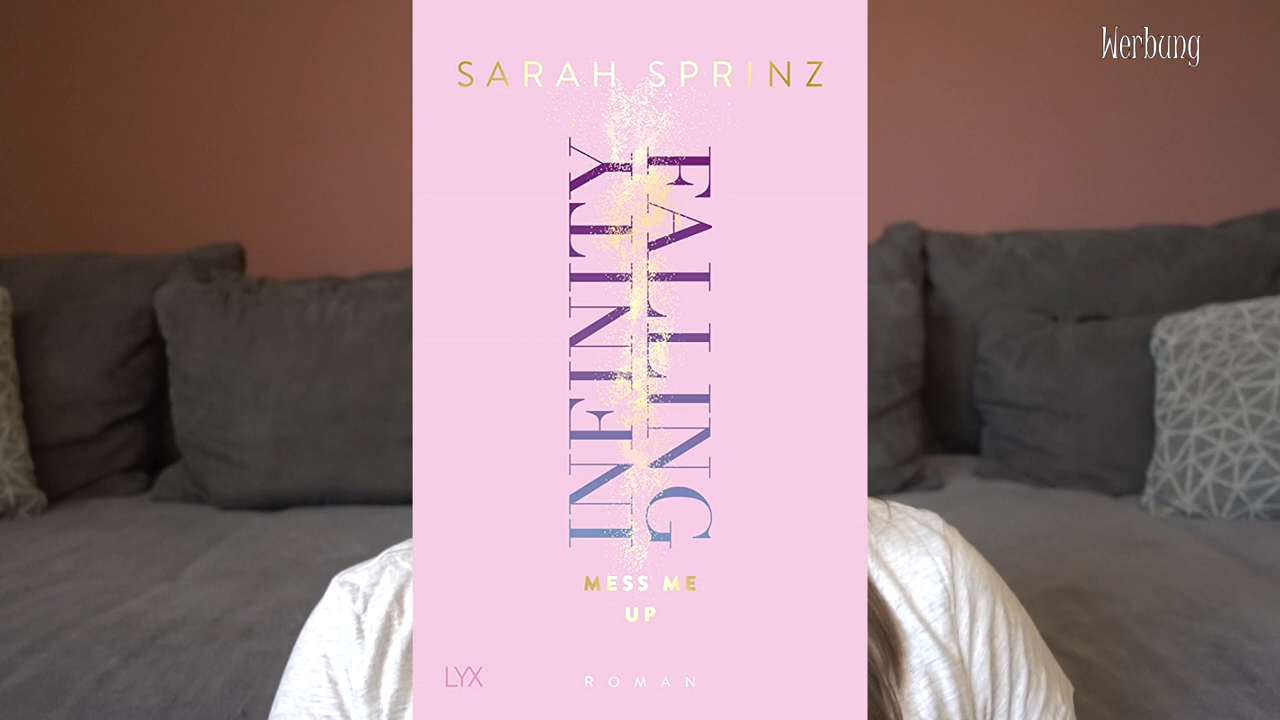 Werbung
SARAH SPRINZ
INFINITY
FALLING
MESS ME
UP
LYX
ROMAN